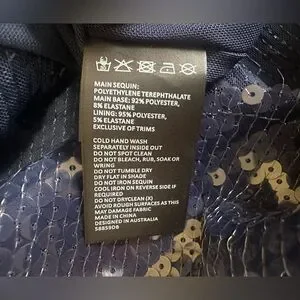 MAIN SEQUIN:
POLYETHYLENE TEREPHTHALATE
MAIN BASE: 92% POLYESTER,
8% ELASTANE
LINING: 95% POLYESTER,
5% ELASTANE
EXCLUSIVE OF TRIMS
COLD HAND WASH
SEPARATELY INSIDE OUT
DO NOT SPOT CLEAN
DO NOT BLEACH, RUB, SOAK OR
WRING
DO NOT TUMBLE DRY
DRY FLAT IN SHADE
DO NOT IRON SEQUIN
COOL IRON ON REVERSE SIDE IF
REQUIRED
DO NOT DRYCLEAN (X)
AVOID ROUGH SURFACES AS THIS
MAY DAMAGE FABRIC
MADE IN CHINA
DESIGNED IN AUSTRALIA